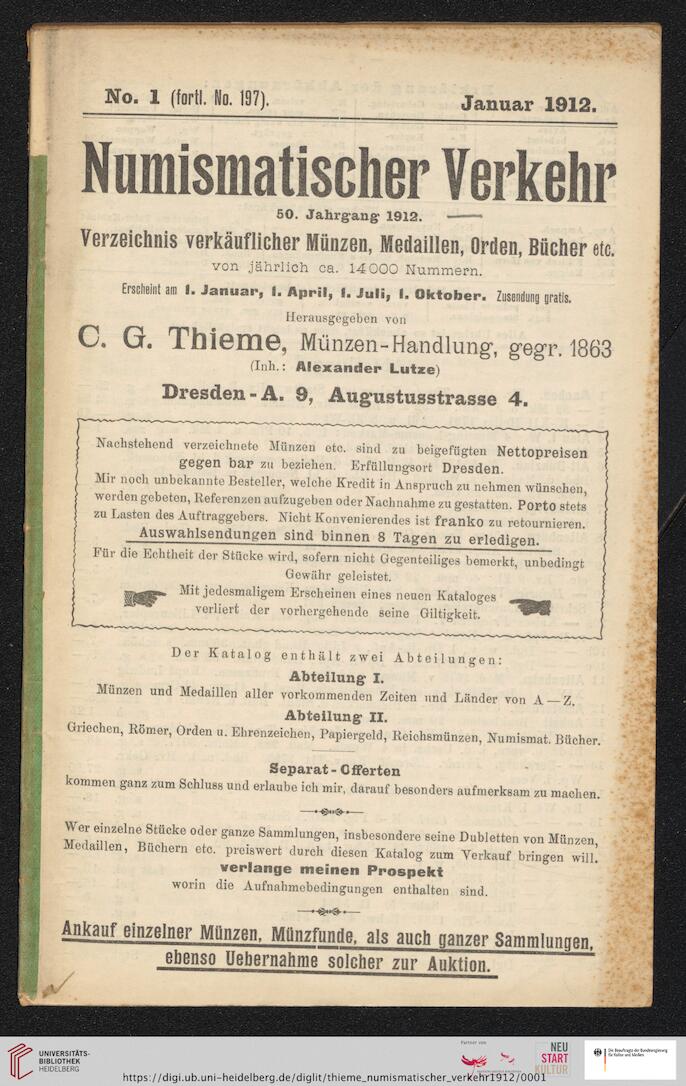 No. 1 (fortl. No. 197).
Januar 1912.
Numismatischer Verkehr
50. Jahrgang 1912.
Verzeichnis verkäuflicher Münzen, Medaillen, Orden, Bücher etc.
von jährlich ca. 14000 Nummern.
Erscheint am 1. Januar, 1. April, 1. Juli, 1. Oktober. Zusendung gratis.
Herausgegeben von
C. G. Thieme, Münzen-Handlung, gegr. 1863
(Inh.: Alexander Lutze)
Dresden-A. 9, Augustusstrasse 4.
Nachstehend verzeichnete Münzen etc. sind zu beigefügten Nettopreisen
gegen bar zu beziehen. Erfüllungsort Dresden.
Mir noch unbekannte Besteller, welche Kredit in Anspruch zu nehmen wünschen,
werden gebeten, Referenzen aufzugeben oder Nachnahme zu gestatten. Porto stets
zu Lasten des Auftraggebers. Nicht Konvenierendes ist franko zu retournieren.
Auswahlsendungen sind binnen 8 Tagen zu erledigen.
Für die Echtheit der Stücke wird, sofern nicht Gegenteiliges bemerkt, unbedingt
Gewähr geleistet.
Mit jedesmaligem Erscheinen eines neuen Kataloges
verliert der vorhergehende seine Giltigkeit.
Der Katalog enthält zwei Abteilungen:
Abteilung I.
Münzen und Medaillen aller vorkommenden Zeiten und Länder von A—Z.
Abteilung II.
Griechen, Römer, Orden u. Ehrenzeichen, Papiergeld, Reichsmünzen, Numismat. Bücher.
Separat-Offerten
kommen ganz zum Schluss und erlaube ich mir, darauf besonders aufmerksam zu machen.
Wer einzelne Stücke oder ganze Sammlungen, insbesondere seine Dubletten von Münzen,
Medaillen, Büchern etc. preiswert durch diesen Katalog zum Verkauf bringen will.
verlange meinen Prospekt
worin die Aufnahmebedingungen enthalten sind.
Ankauf einzelner Münzen, Münzfunde, als auch ganzer Sammlungen,
ebenso Uebernahme solcher zur Auktion.
UNIVERSITÄTS-
BIBLIOTHEK
HEIDELBERG
https://digi.ub.uni-heidelberg.de/diglit/thieme_numismatischer_verkehr1912/0001
Partner von
NEU
START
KULTUR
Die Beauftragte der Bundesregierung
für Kultur und Medien